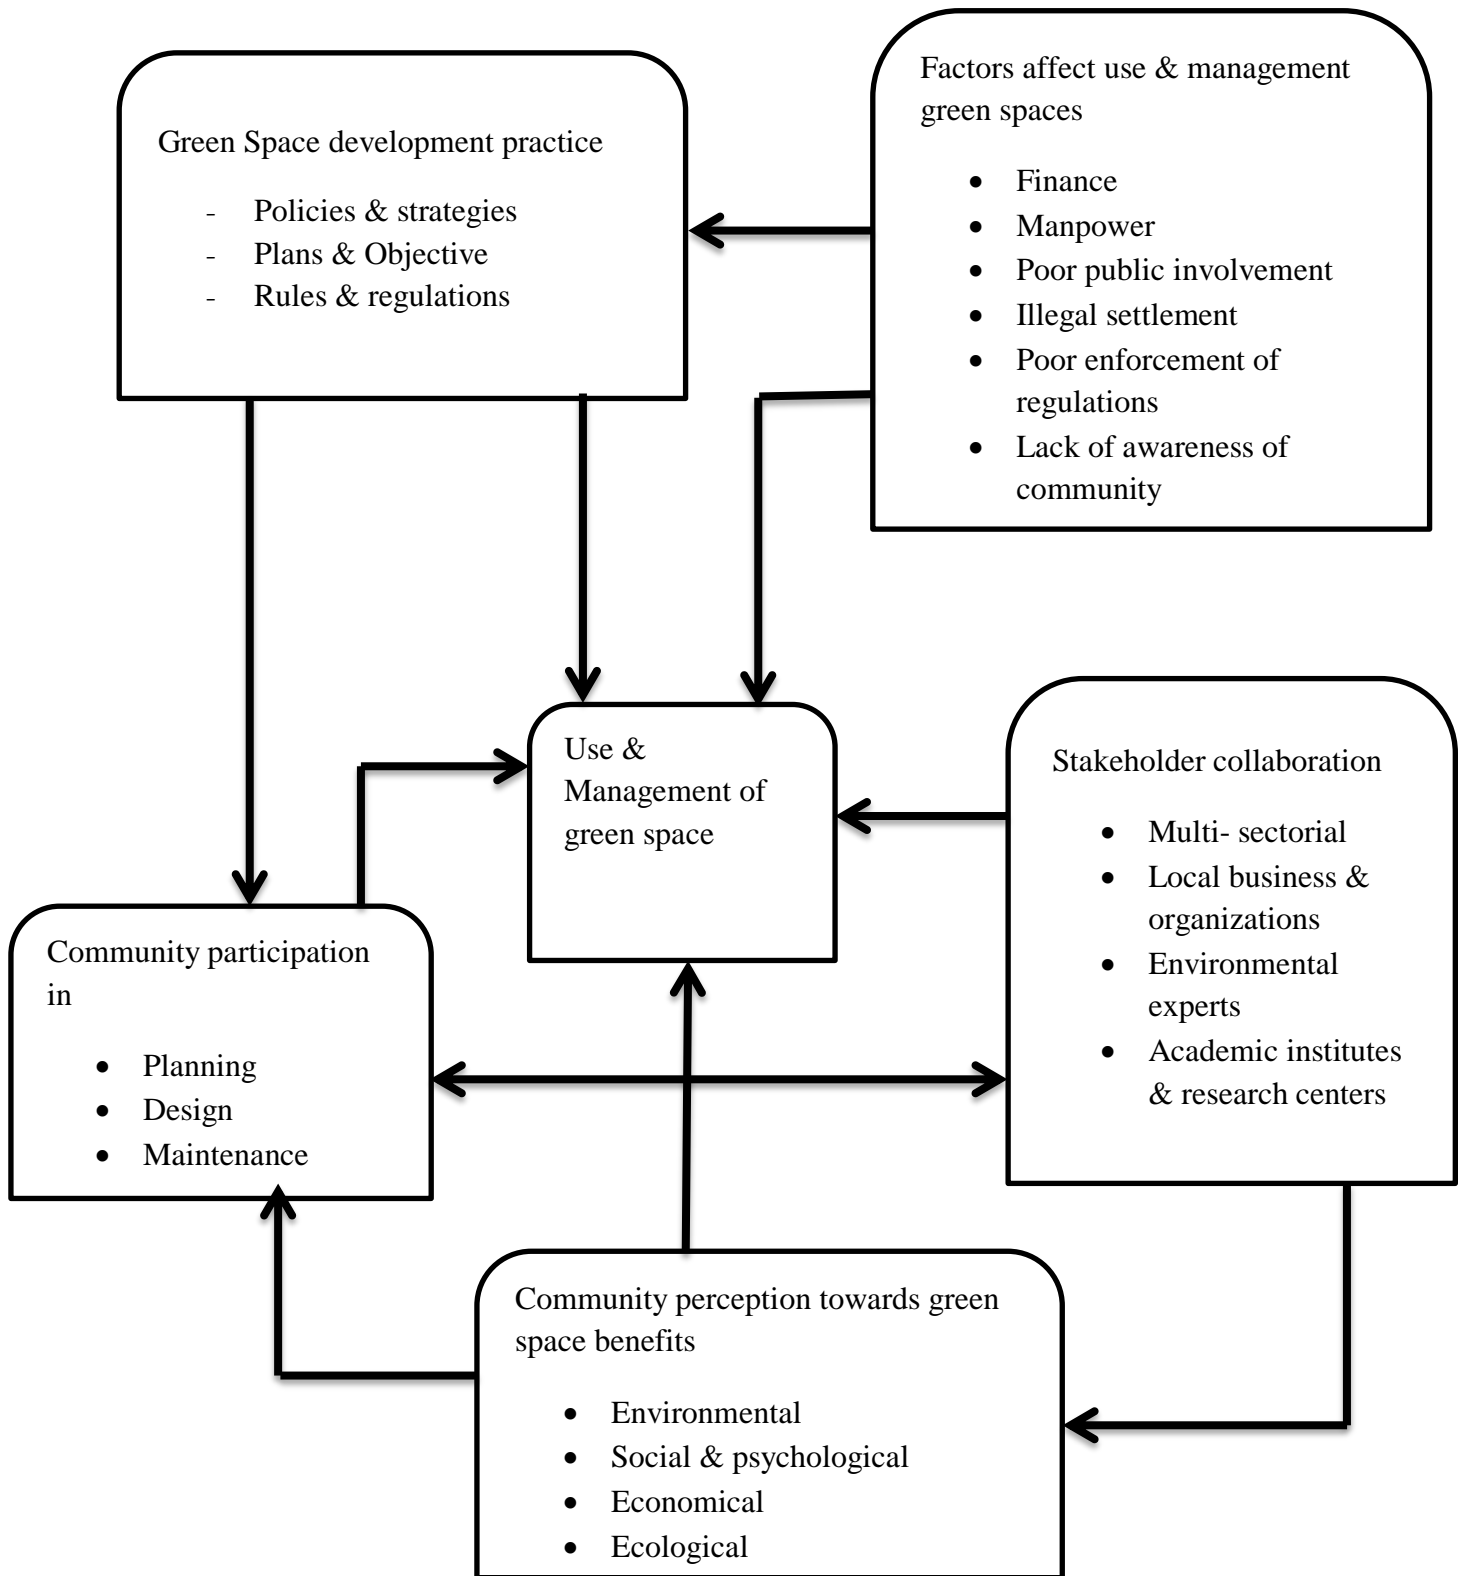 Green Space development practice
- Policies & strategies
- Plans & Objective
- Rules & regulations
Factors affect use & management
green spaces
• Finance
• Manpower
• Poor public involvement
• Illegal settlement
• Poor enforcement of
regulations
• Lack of awareness of
community
Use &
Management of
green space
Stakeholder collaboration
• Multi- sectorial
• Local business &
organizations
• Environmental
experts
• Academic institutes
& research centers
Community participation
in
• Planning
• Design
• Maintenance
Community perception towards green
space benefits
• Environmental
• Social & psychological
• Economical
• Ecological